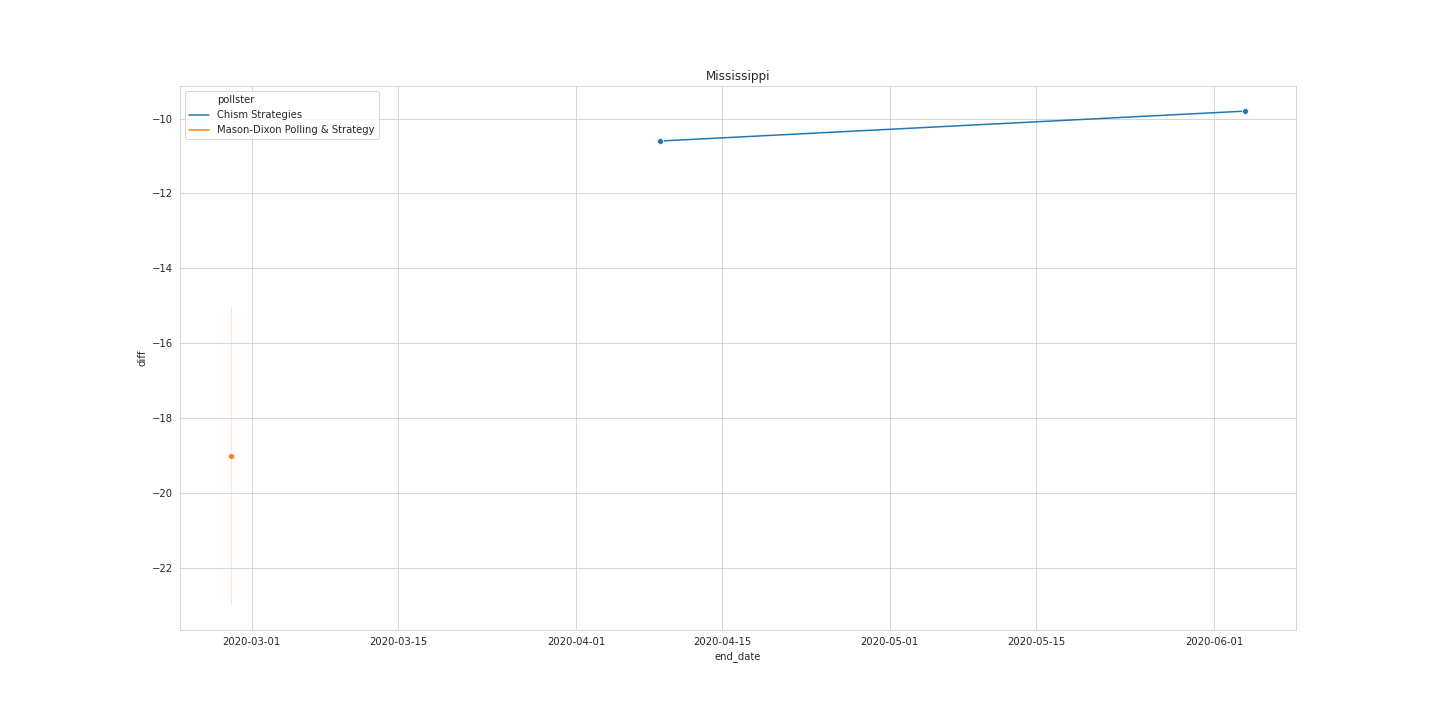 Mississippi
pollster
Chism Strategies
Mason-Dixon Polling & Strategy
−10
−12
−14
−16
−18
−20
−22
diff
2020-03-01 2020-03-15 2020-04-01 2020-04-15 2020-05-01 2020-05-15 2020-06-01
end_date